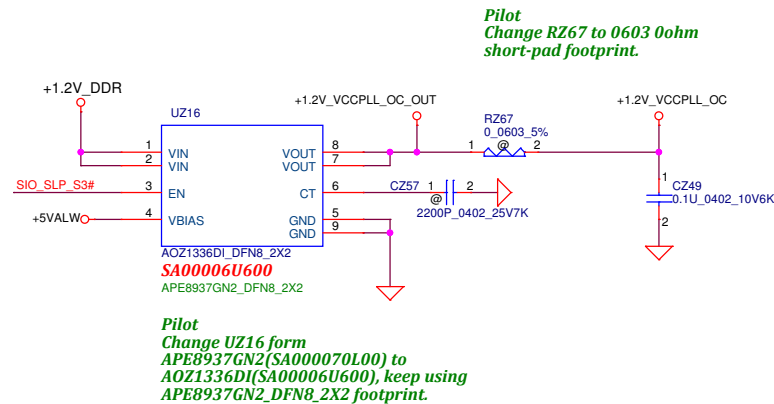 Pilot
Change RZ67 to 0603 0ohm
short-pad footprint.
+1.2V_DDR
UZ16
+1.2V_VCCPLL_OC_OUT
+1.2V_VCCPLL_OC
RZ67
0_0603_5%
1 VIN VOUT 8 1 @ 2
2 VIN VOUT 7
SIO_SLP_S3# 3 EN CT 6 CZ57 1 2 1 CZ49
@ 0.1U_0402_10V6K
2200P_0402_25V7K
+5VALW 4 VBIAS GND 5 2
GND 9
AOZ1336DI_DFN8_2X2
SA00006U600
APE8937GN2_DFN8_2X2
Pilot
Change UZ16 form
APE8937GN2(SA000070L00) to
AOZ1336DI(SA00006U600), keep using
APE8937GN2_DFN8_2X2 footprint.